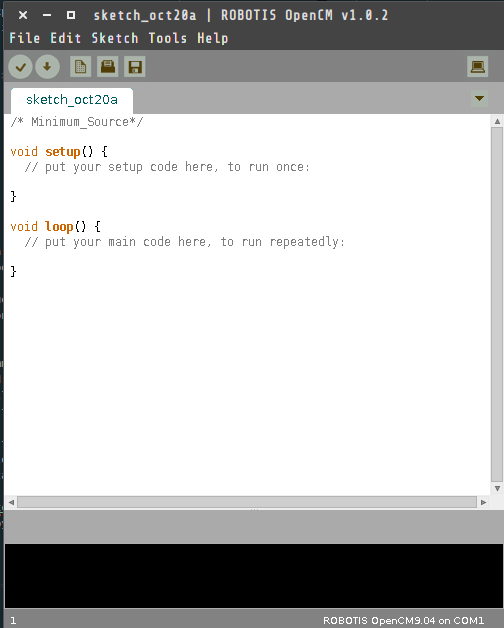 sketch_oct20a | ROBOTIS OpenCM v1.0.2
File Edit Sketch Tools Help
sketch_oct20a
/* Minimum_Source*/
void setup() {
// put your setup code here, to run once:
}
void loop() {
// put your main code here, to run repeatedly:
}
1 ROBOTIS OpenCM9.04 on COM1